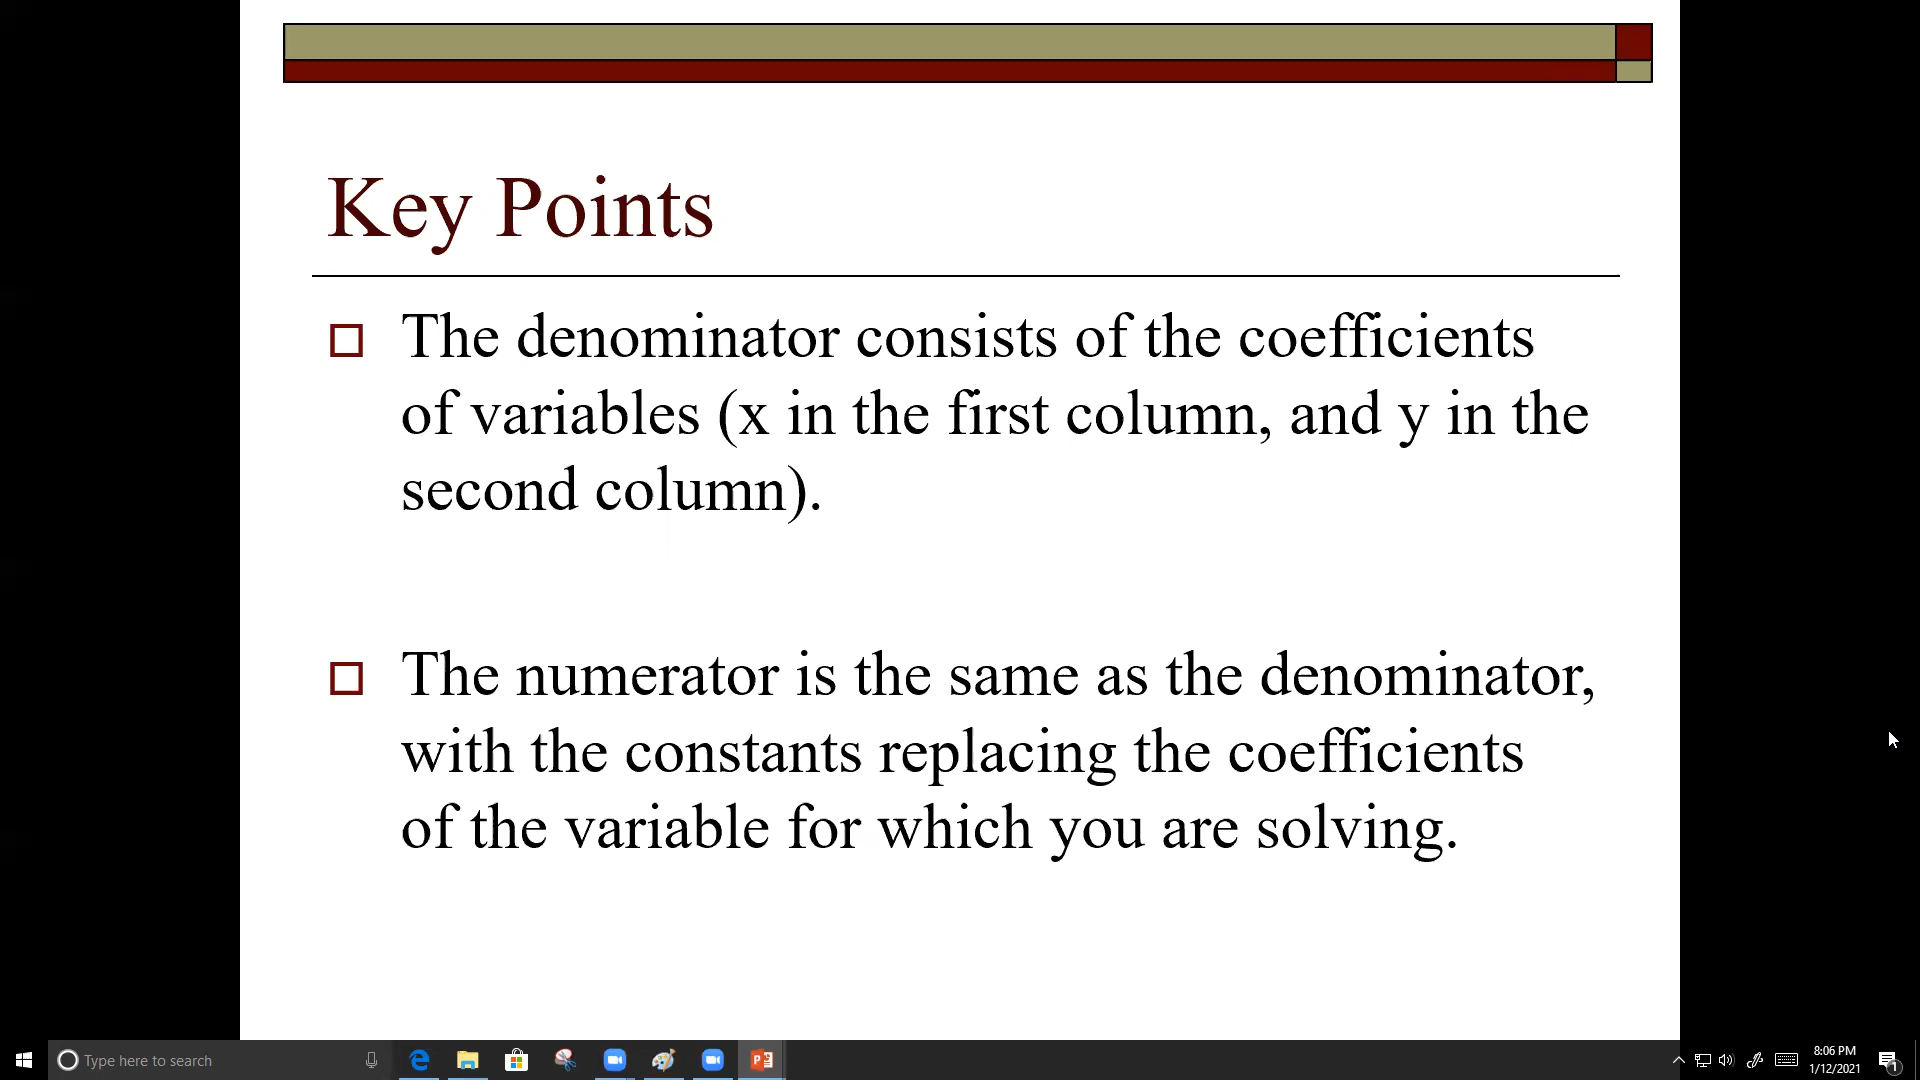 Key Points
The denominator consists of the coefficients
of variables (x in the first column, and y in the
second column).
The numerator is the same as the denominator,
with the constants replacing the coefficients
of the variable for which you are solving.
Type here to search
8:06 PM
1/12/2021
1